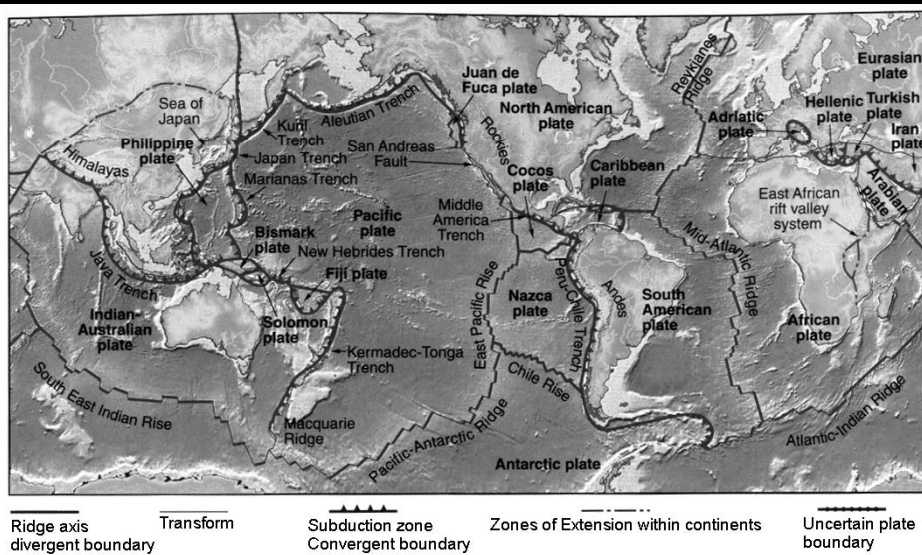 Sea of
Japan
Philippine
plate
Himalayas
Kuril
Trench
Japan Trench
Marianas Trench
Aleutian Trench
San Andreas
Fault
Juan de
Fuca plate
Rockies
North American
plate
Reykjanes
Ridge
Eurasian
plate
Turkish
plate
Hellenic
plate
Adriatic
plate
Iran
plate
Arabian
plate
Cocos
plate
Caribbean
plate
Middle
America
Trench
Pacific
plate
Bismark
plate
New Hebrides Trench
Fiji plate
Solomon
plate
Java Trench
Indian-
Australian
plate
Kermadec-Tonga
Trench
Macquarie
Ridge
South East Indian Rise
Pacific-Antarctic Ridge
East Pacific Rise
Nazca
plate
Peru-Chile Trench
Andes
South
American
plate
Chile Rise
Antarctic plate
Mid-Atlantic
Ridge
East African
rift valley
system
African
plate
Atlantic-Indian Ridge
Ridge axis
divergent boundary
Transform
Subduction zone
Convergent boundary
Zones of Extension within continents
Uncertain plate
boundary